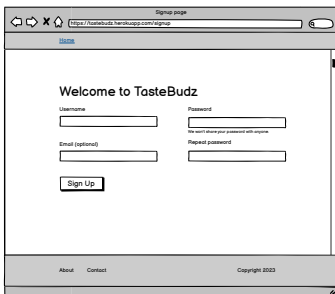 Signup page
https://tastebudz.herokuapp.com/signup
Home
Welcome to TasteBudz
Username
Password
We won't share your password with anyone
Email (optional)
Repeat password
Sign Up
About Contact Copyright 2023